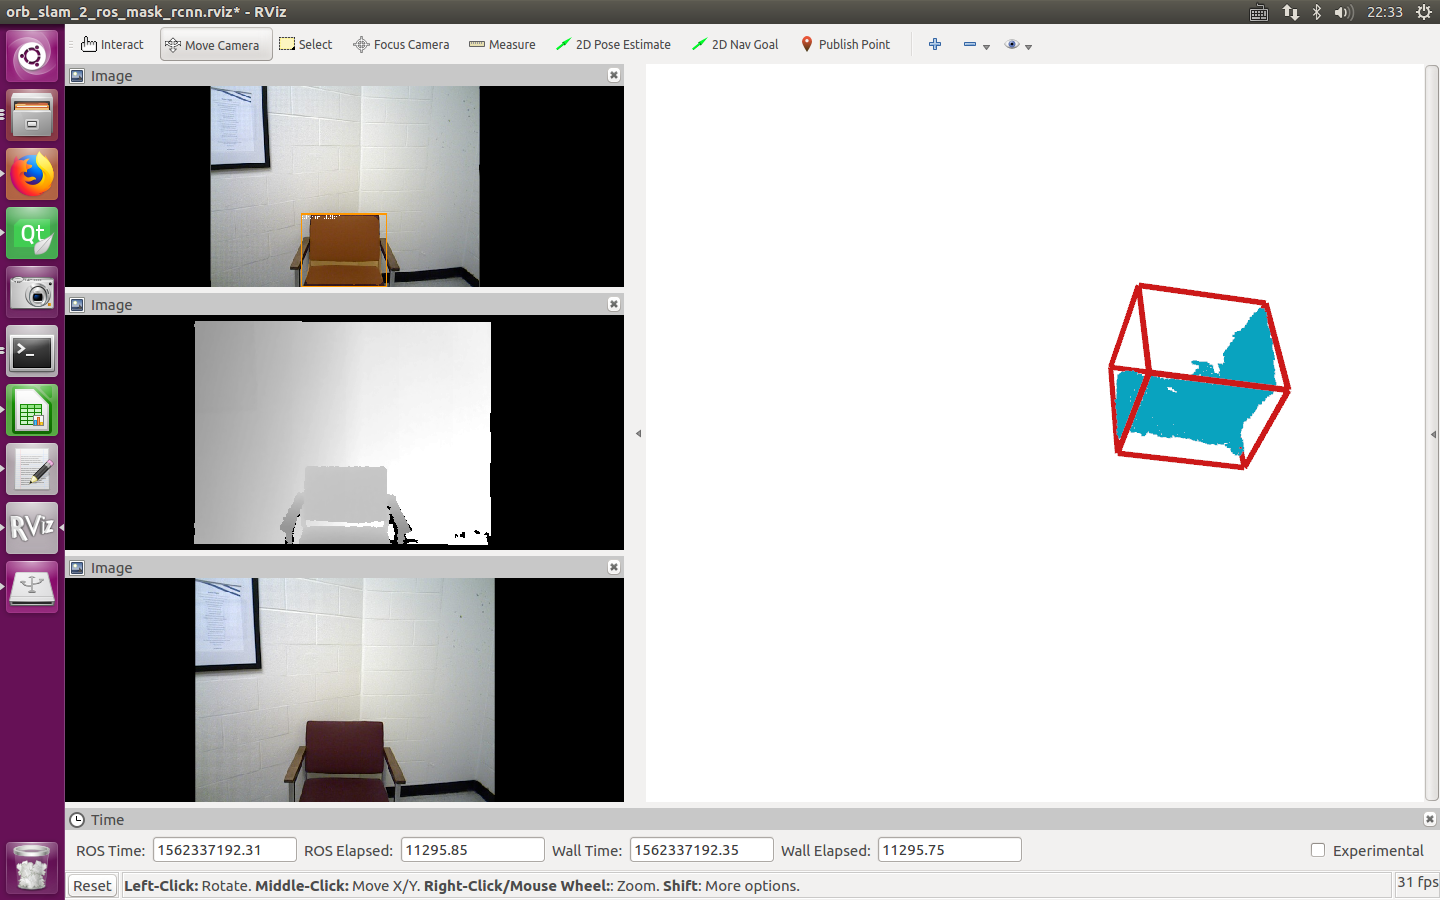 orb_slam_2_ros_mask_rcnn.rviz* - RViz
22:33
Interact
Move Camera
Select
Focus Camera
Measure
2D Pose Estimate
2D Nav Goal
Publish Point
Image
Image
Image
Qt
>_
RViz
Time
ROS Time: 1562337192.31
ROS Elapsed: 11295.85
Wall Time: 1562337192.35
Wall Elapsed: 11295.75
Experimental
Reset
Left-Click: Rotate. Middle-Click: Move X/Y. Right-Click/Mouse Wheel:: Zoom. Shift: More options.
31 fps